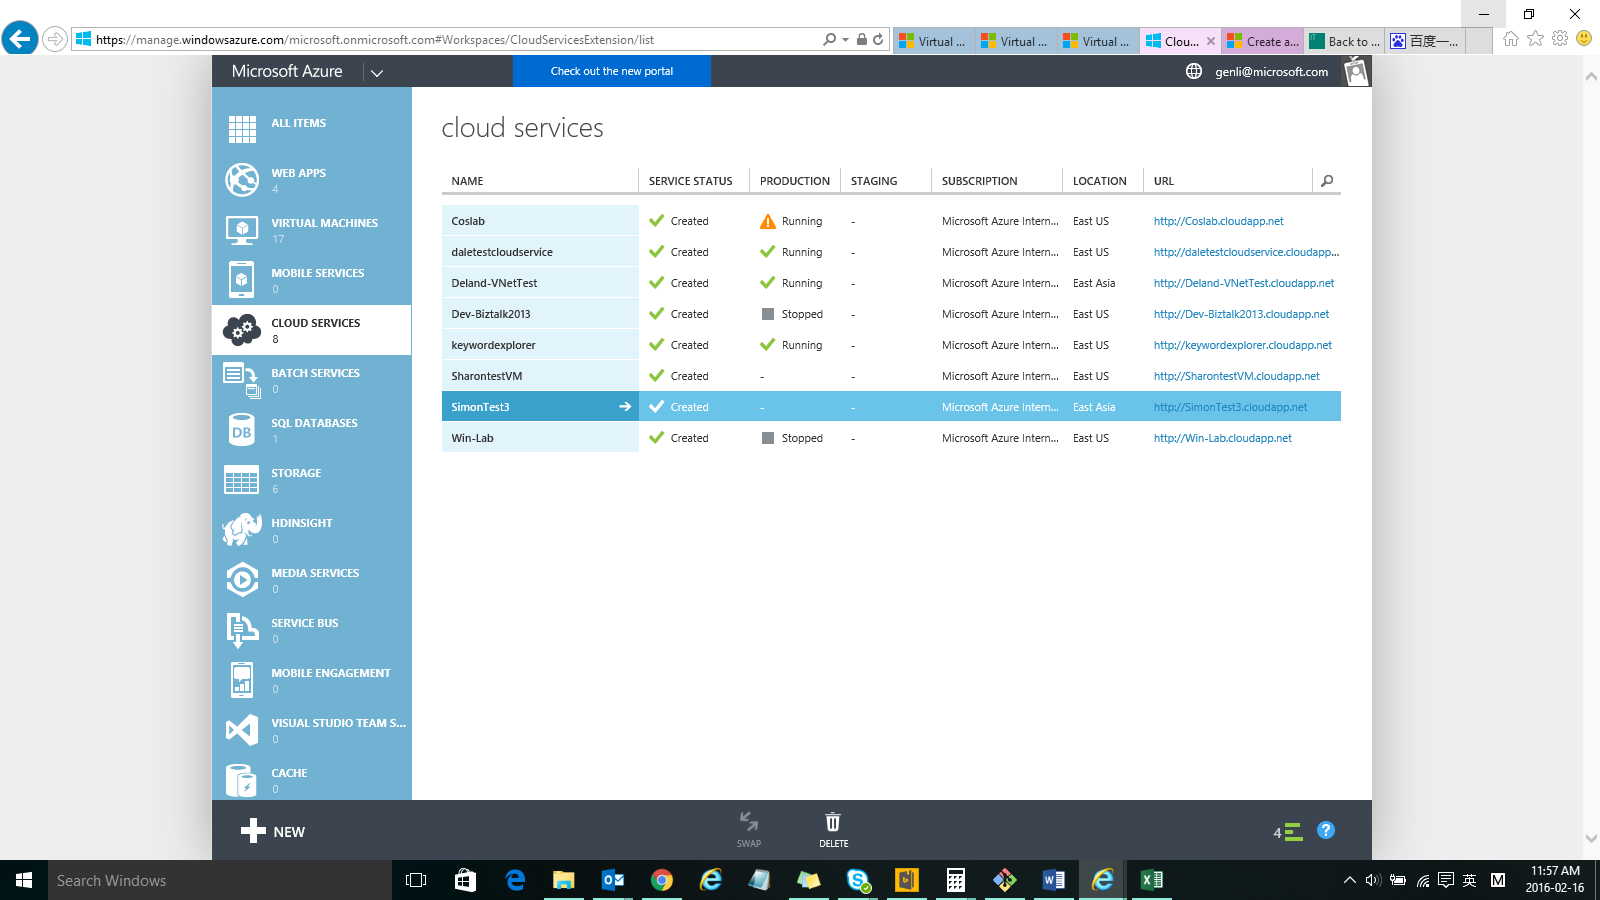 https://manage.windowsazure.com/microsoft.onmicrosoft.com#Workspaces/CloudServicesExtension/list
Virtual ...
Virtual ...
Virtual ...
Clou...
Create a...
Back to ...
百度一...
Microsoft Azure
Check out the new portal
genli@microsoft.com
ALL ITEMS
WEB APPS
4
VIRTUAL MACHINES
17
MOBILE SERVICES
0
CLOUD SERVICES
8
BATCH SERVICES
0
DB
SQL DATABASES
1
STORAGE
6
HDINSIGHT
0
MEDIA SERVICES
0
SERVICE BUS
0
MOBILE ENGAGEMENT
0
VISUAL STUDIO TEAM S...
0
CACHE
0
cloud services
NAME SERVICE STATUS PRODUCTION STAGING SUBSCRIPTION LOCATION URL
Coslab Created Running - Microsoft Azure Intern... East US http://Coslab.cloudapp.net
daletestcloudservice Created Running - Microsoft Azure Intern... East US http://daletestcloudservice.cloudapp...
Deland-VNetTest Created Running - Microsoft Azure Intern... East Asia http://Deland-VNetTest.cloudapp.net
Dev-Biztalk2013 Created Stopped - Microsoft Azure Intern... East US http://Dev-Biztalk2013.cloudapp.net
keywordexplorer Created Running - Microsoft Azure Intern... East US http://keywordexplorer.cloudapp.net
SharontestVM Created - - Microsoft Azure Intern... East US http://SharontestVM.cloudapp.net
SimonTest3 Created - - Microsoft Azure Intern... East Asia http://SimonTest3.cloudapp.net
Win-Lab Created Stopped - Microsoft Azure Intern... East US http://Win-Lab.cloudapp.net
NEW
SWAP
DELETE
4
?
Search Windows
英
M
11:57 AM
2016-02-16